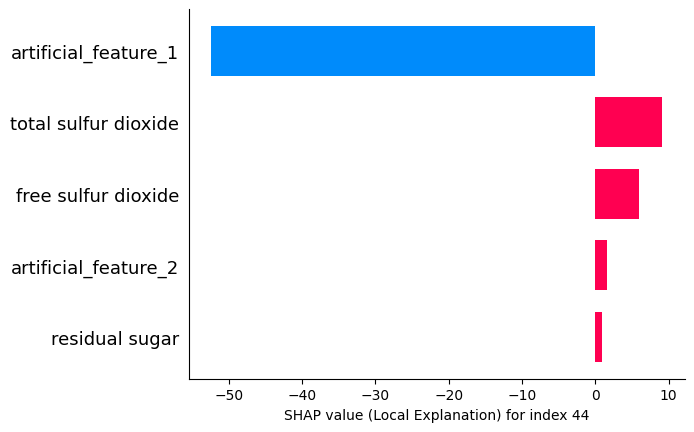 artificial_feature_1
total sulfur dioxide
free sulfur dioxide
artificial_feature_2
residual sugar
−50 −40 −30 −20 −10 0 10
SHAP value (Local Explanation) for index 44